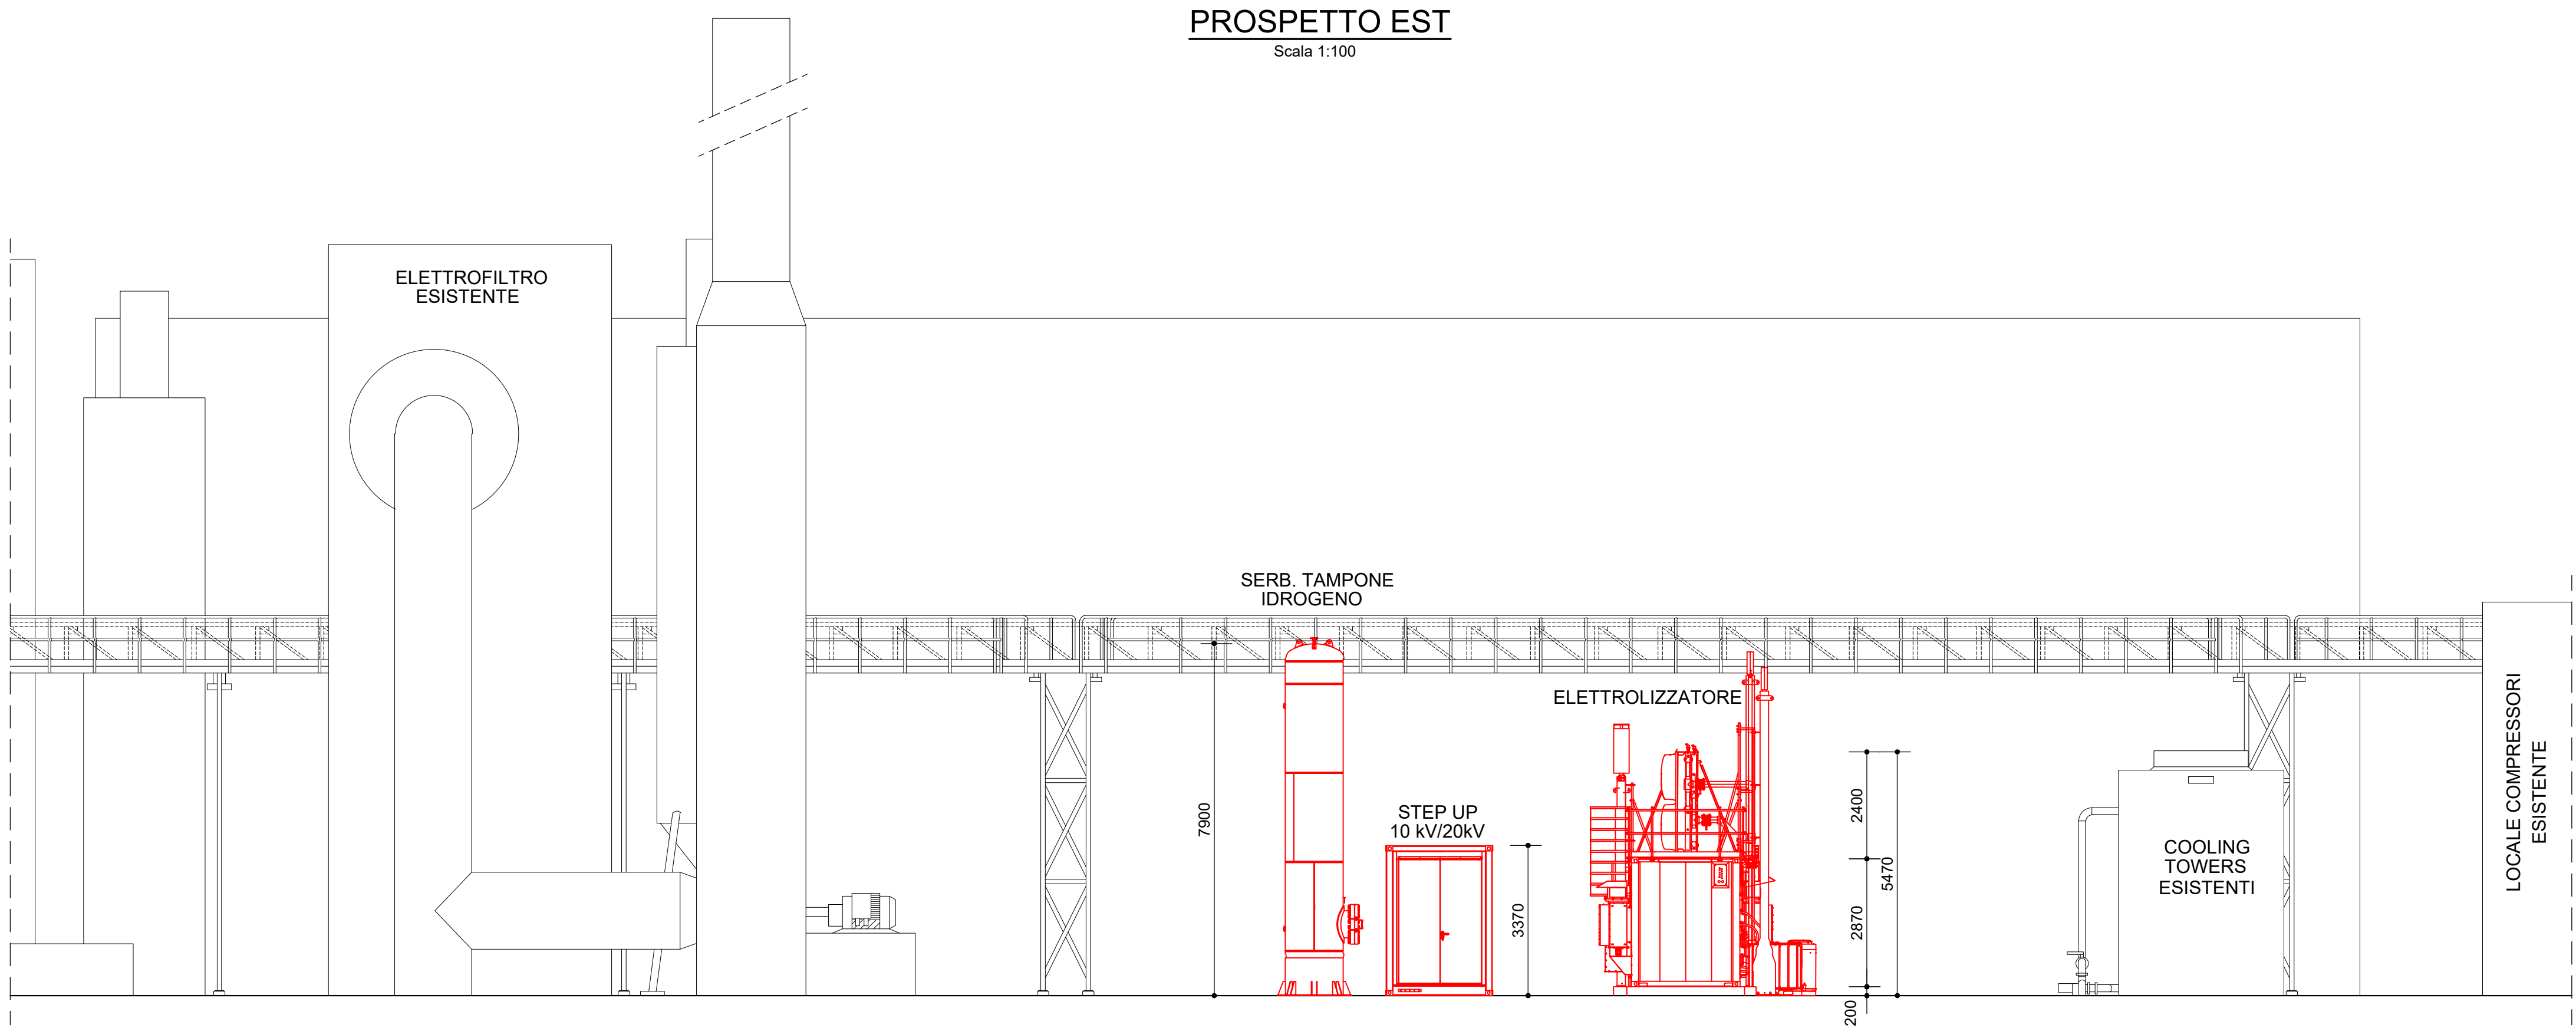 PROSPETTO EST
Scala 1:100
ELETTROFILTRO
ESISTENTE
SERB. TAMPONE
IDROGENO
ELETTROLIZZATORE
7900
STEP UP
10 kV/20kV
3370
2400
5470
2870
200
COOLING
TOWERS
ESISTENTI
LOCALE COMPRESSORI
ESISTENTE